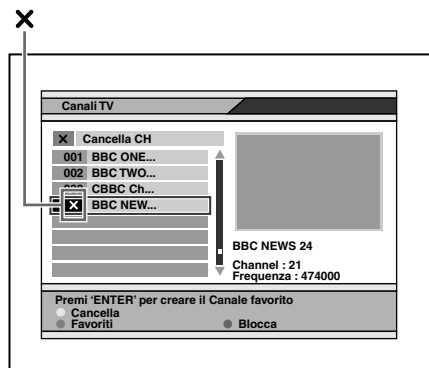 Canali TV
Cancella CH
001 BBC ONE...
002 BBC TWO...
CBBC Ch...
BBC NEW...
BBC NEWS 24
Channel : 21
Frequenza : 474000
Premi ‘ENTER’ per creare il Canale favorito
Cancella
Favoriti
Blocca